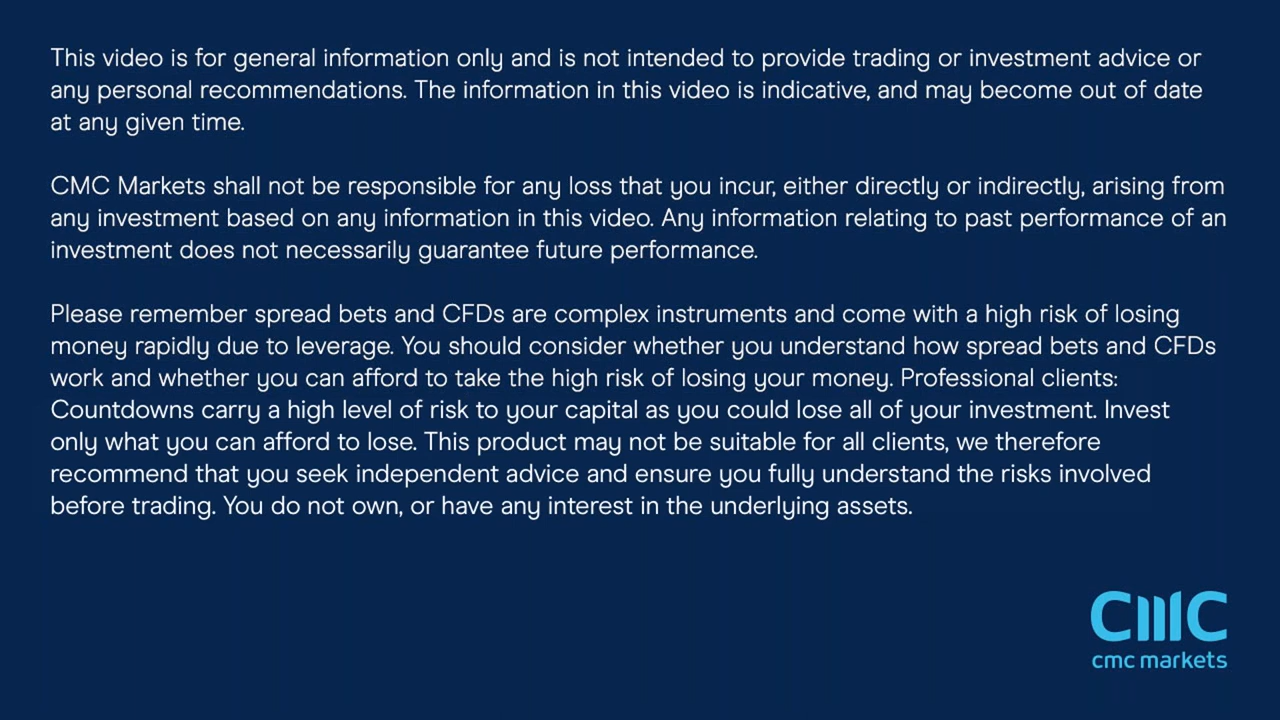 This video is for general information only and is not intended to provide trading or investment advice or
any personal recommendations. The information in this video is indicative, and may become out of date
at any given time.
CMC Markets shall not be responsible for any loss that you incur, either directly or indirectly, arising from
any investment based on any information in this video. Any information relating to past performance of an
investment does not necessarily guarantee future performance.
Please remember spread bets and CFDs are complex instruments and come with a high risk of losing
money rapidly due to leverage. You should consider whether you understand how spread bets and CFDs
work and whether you can afford to take the high risk of losing your money. Professional clients:
Countdowns carry a high level of risk to your capital as you could lose all of your investment. Invest
only what you can afford to lose. This product may not be suitable for all clients, we therefore
recommend that you seek independent advice and ensure you fully understand the risks involved
before trading. You do not own, or have any interest in the underlying assets.
CMC
cmc markets